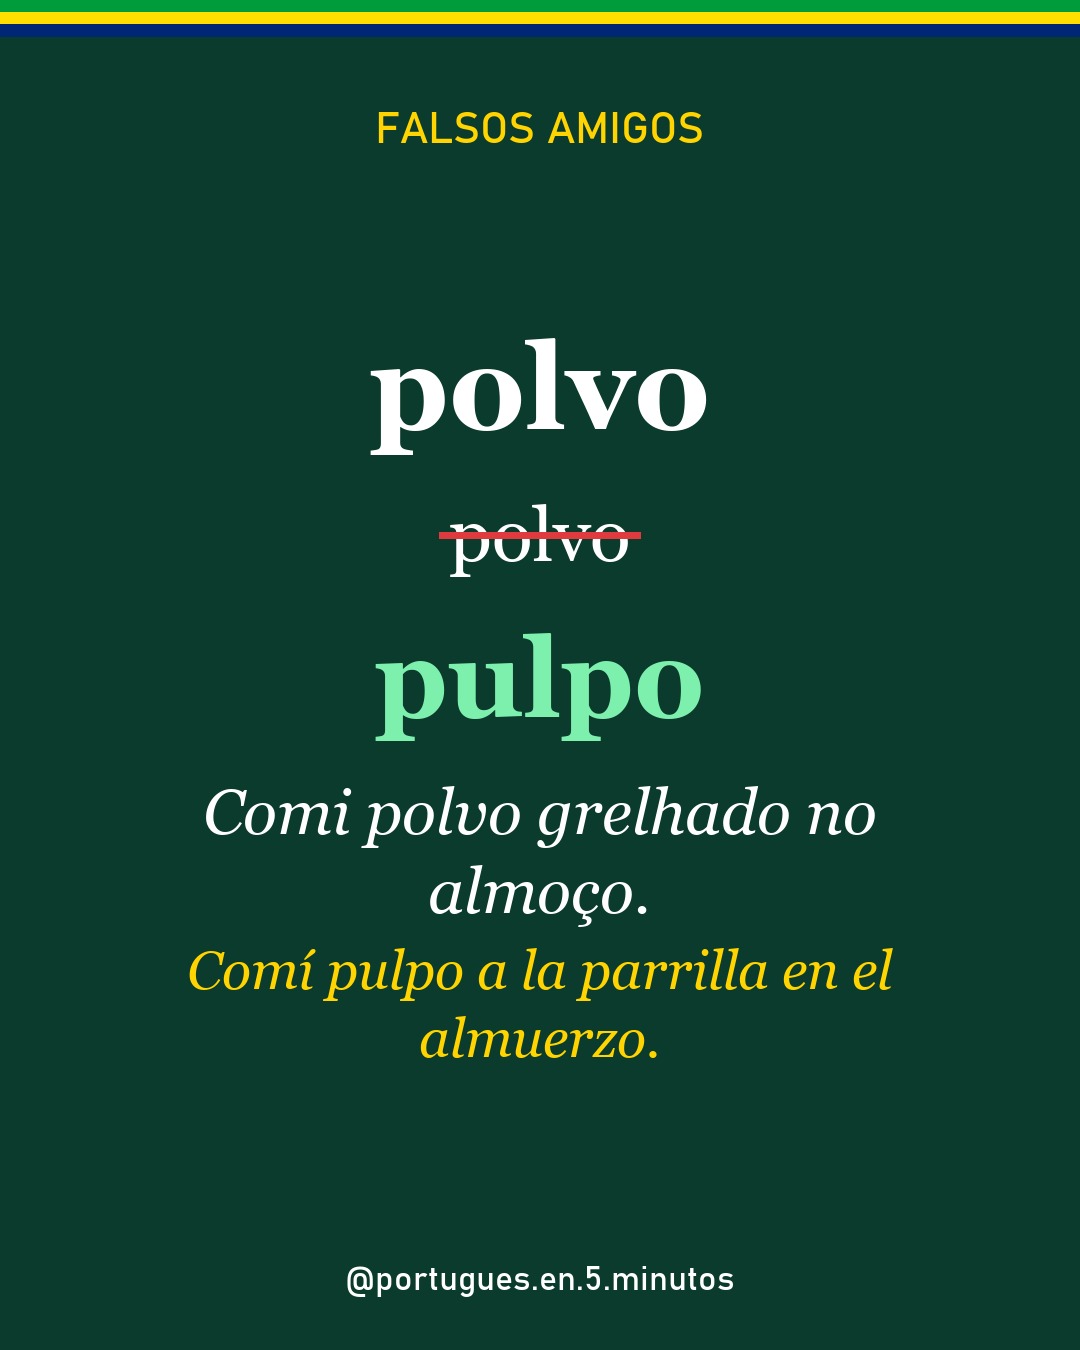 FALSOS AMIGOS
polvo
polvo
pulpo
Comi polvo grelhado no
almoço.
Comí pulpo a la parrilla en el
almuerzo.
@portugues.en.5.minutos